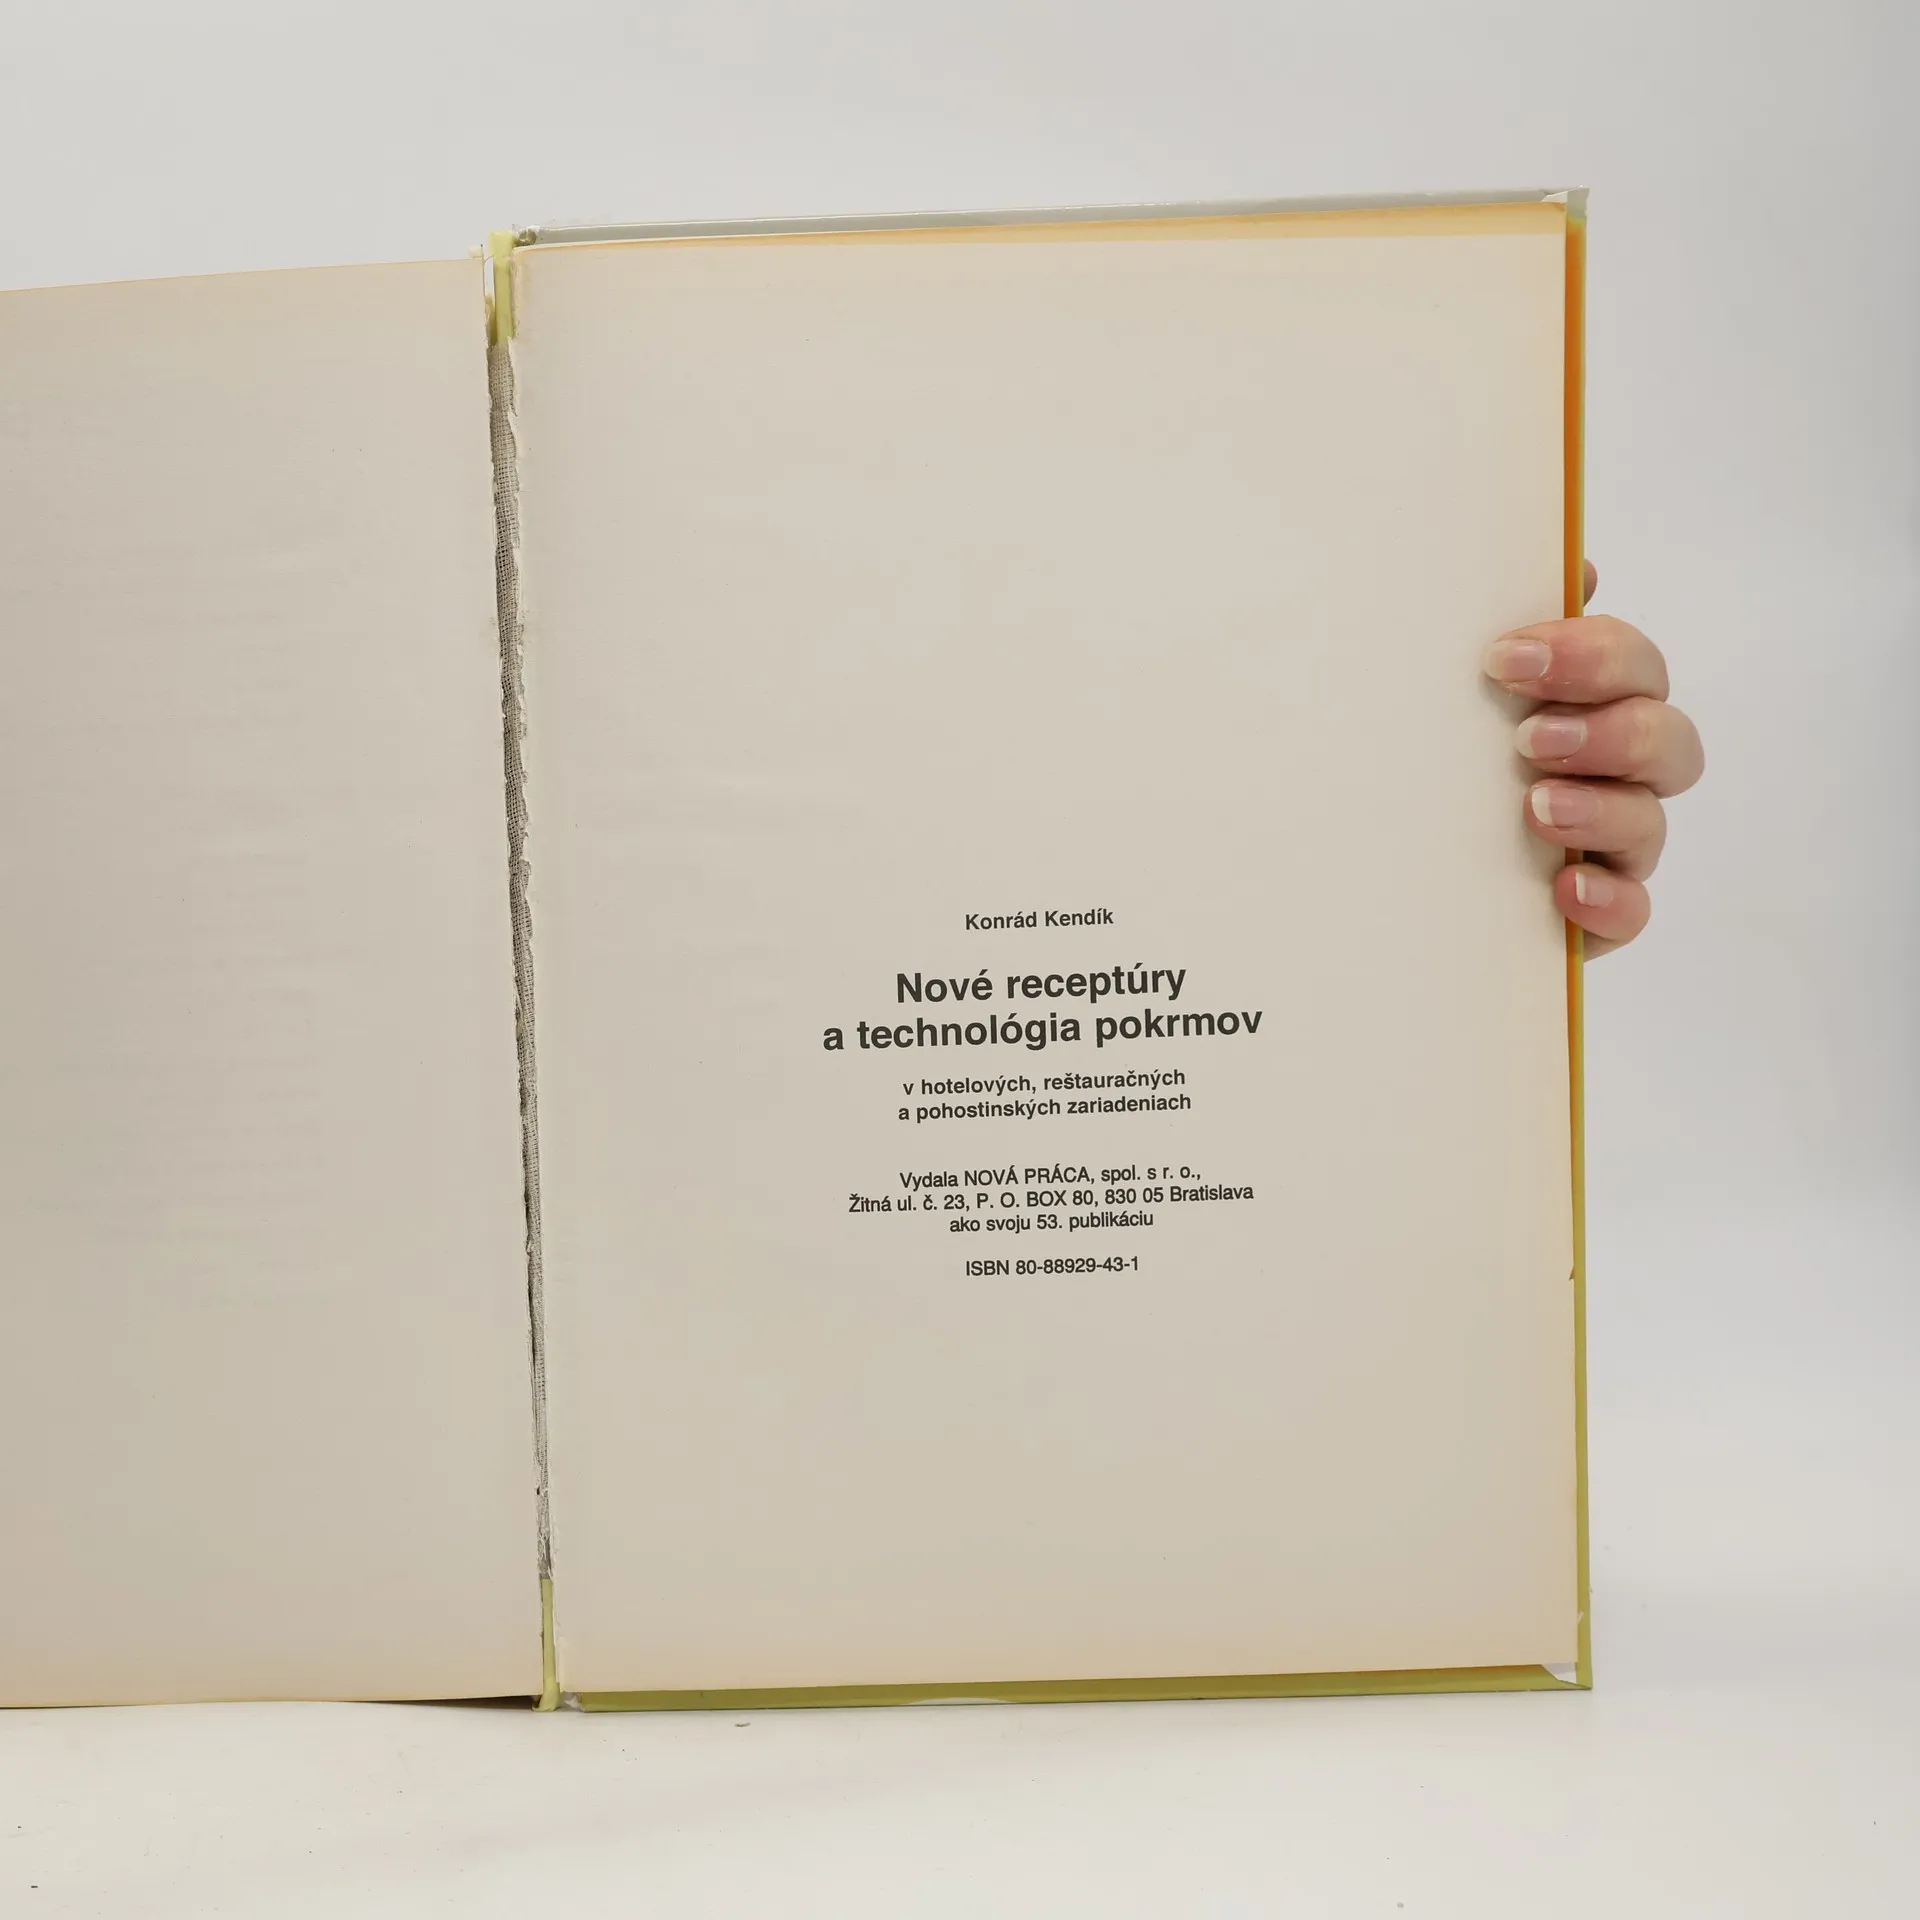 Konrád Kendík
Nové receptúry
a technológia pokrmov
v hotelových, reštauračných
a pohostinských zariadeniach
Vydala NOVÁ PRÁCA, spol. s r. o.,
Žitná ul. č. 23, P. O. BOX 80, 830 05 Bratislava
ako svoju 53. publikáciu
ISBN 80-88929-43-1